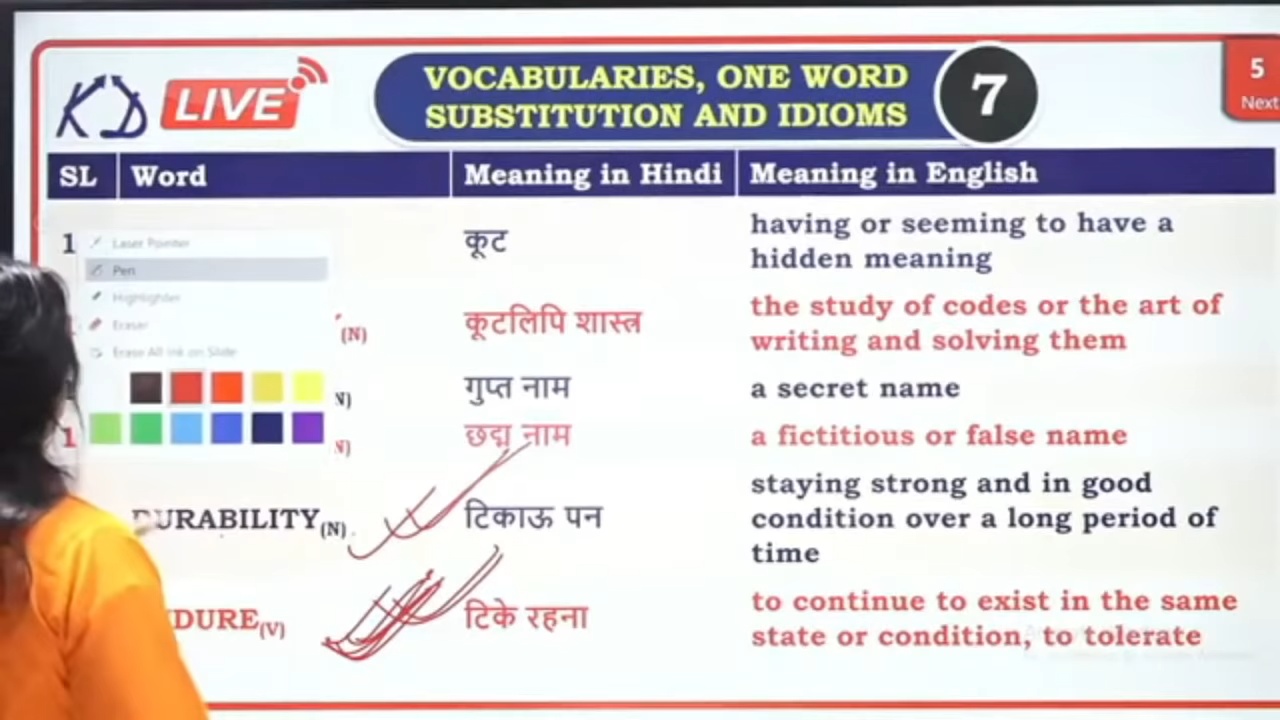 KD LIVE
VOCABULARIES, ONE WORD
SUBSTITUTION AND IDIOMS
7
5
Next
SL Word Meaning in Hindi Meaning in English
1 कूट having or seeming to have a
hidden meaning
Laser Pointer
Pen
Highlighter
Eraser
Erase All Ink on Slide
(N) कूटलिपि शास्त्र the study of codes or the art of
writing and solving them
N) गुप्त नाम a secret name
1 N) छद्म नाम a fictitious or false name
DURABILITY(N) टिकाऊ पन staying strong and in good
condition over a long period of
time
DURE(V) टिके रहना to continue to exist in the same
state or condition, to tolerate